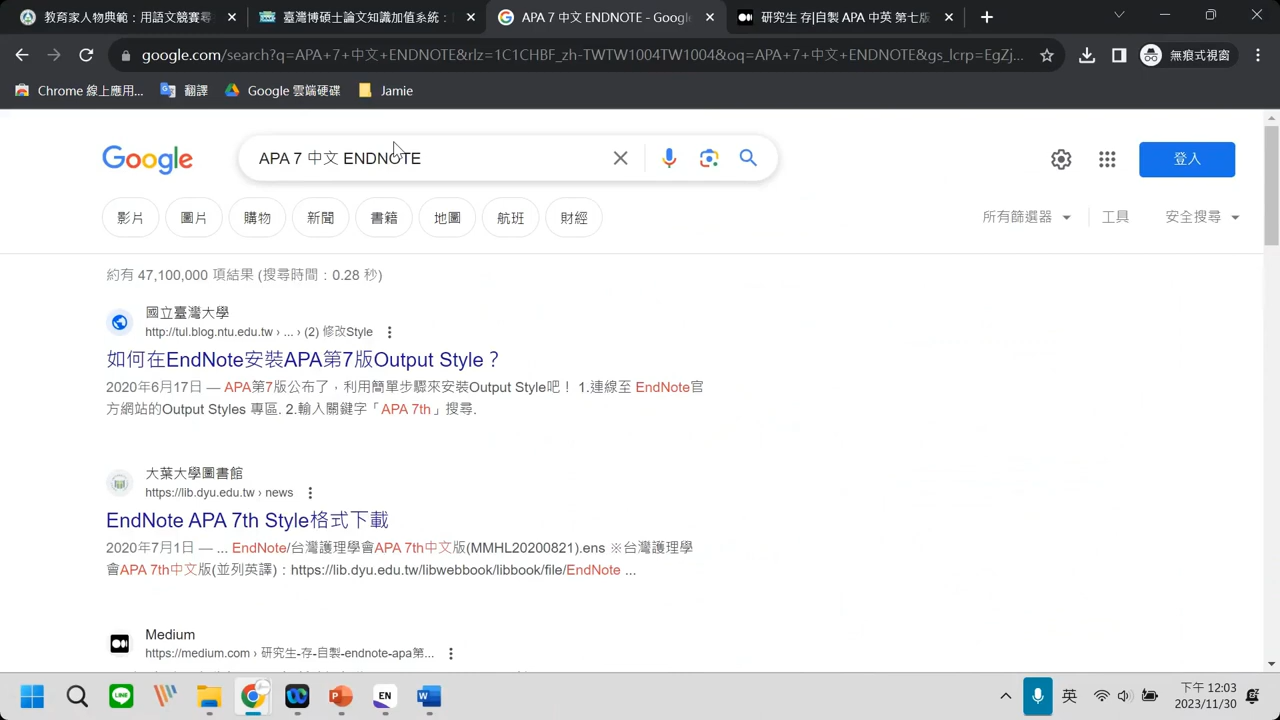 教育家人物典範：用語文競賽尋
臺灣博碩士論文知識加值系統：
APA 7 中文 ENDNOTE - Google
研究生 存|自製 APA 中英 第七版
google.com/search?q=APA+7+中文+ENDNOTE&rlz=1C1CHBF_zh-TWTW1004TW1004&oq=APA+7+中文+ENDNOTE&gs_lcrp=EgZj...
無痕式視窗
Chrome 線上應用...
翻譯
Google 雲端硬碟
Jamie
Google
APA 7 中文 ENDNOTE
登入
影片
圖片
購物
新聞
書籍
地圖
航班
財經
所有篩選器
工具
安全搜尋
約有 47,100,000 項結果 (搜尋時間：0.28 秒)
國立臺灣大學
http://tul.blog.ntu.edu.tw › ... › (2) 修改Style
如何在EndNote安裝APA第7版Output Style？
2020年6月17日 — APA第7版公布了，利用簡單步驟來安裝Output Style吧！ 1.連線至 EndNote官
方網站的Output Styles 專區. 2.輸入關鍵字「APA 7th」搜尋.
大葉大學圖書館
https://lib.dyu.edu.tw › news
EndNote APA 7th Style格式下載
2020年7月1日 — ... EndNote/台灣護理學會APA 7th中文版(MMHL20200821).ens ※台灣護理學
會APA 7th中文版(並列英譯)：https://lib.dyu.edu.tw/libwebbook/libbook/file/EndNote ...
Medium
https://medium.com › 研究生-存-自製-endnote-apa第...
EN
英
下午 12:03
2023/11/30